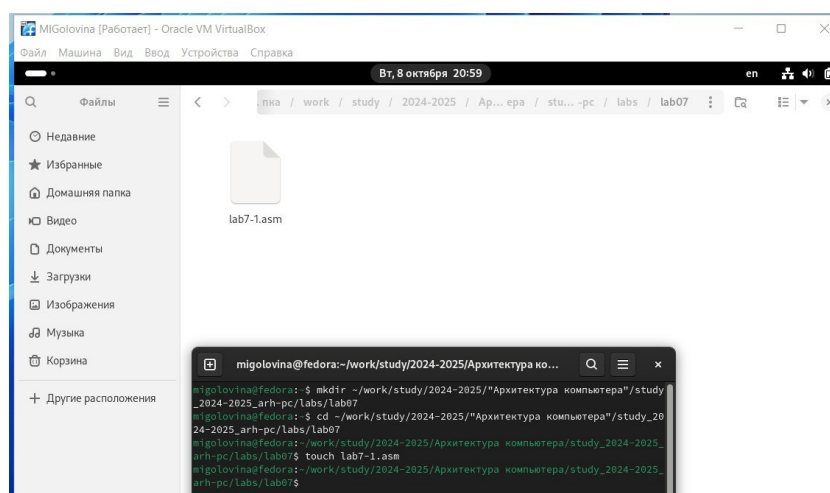 MIGolovina [Работает] - Oracle VM VirtualBox
Файл Машина Вид Ввод Устройства Справка
Вт, 8 октября 20:59
en
Файлы
пка / work / study / 2024-2025 / Ар… ера / stu… -pc / labs / lab07
Недавние
Избранные
Домашняя папка
Видео
Документы
Загрузки
Изображения
Музыка
Корзина
Другие расположения
lab7-1.asm
migolovina@fedora:~/work/study/2024-2025/Архитектура ко…
migolovina@fedora:~$ mkdir ~/work/study/2024-2025/"Архитектура компьютера"/study
_2024-2025_arh-pc/labs/lab07
migolovina@fedora:~$ cd ~/work/study/2024-2025/"Архитектура компьютера"/study_20
24-2025_arh-pc/labs/lab07
migolovina@fedora:~/work/study/2024-2025/Архитектура компьютера/study_2024-2025_
arh-pc/labs/lab07$ touch lab7-1.asm
migolovina@fedora:~/work/study/2024-2025/Архитектура компьютера/study_2024-2025_
arh-pc/labs/lab07$